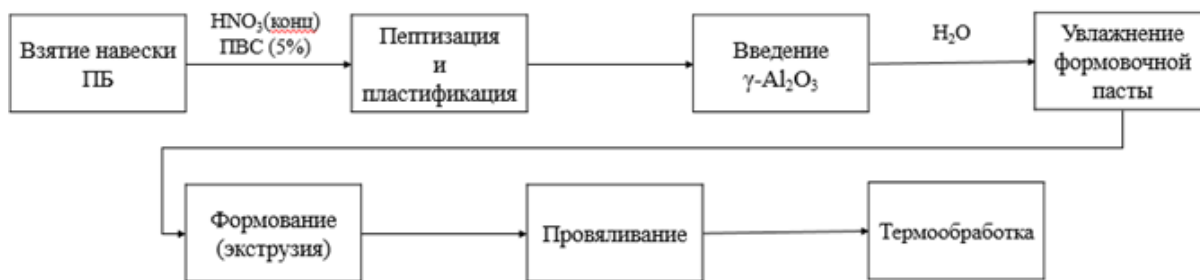 Взятие навески
ПБ
HNO₃(конц)
ПВС (5%)
Пептизация
и
пластификация
Введение
γ-Al₂O₃
H₂O
Увлажнение
формовочной
пасты
Формование
(экструзия)
Провяливание
Термообработка